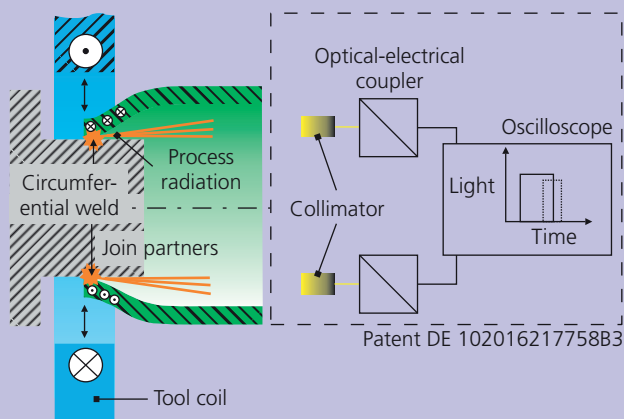 Optical-electrical
coupler
Oscilloscope
Process
radiation
Light
Circumfer-
ential weld
Collimator
Time
Join partners
Patent DE 102016217758B3
Tool coil